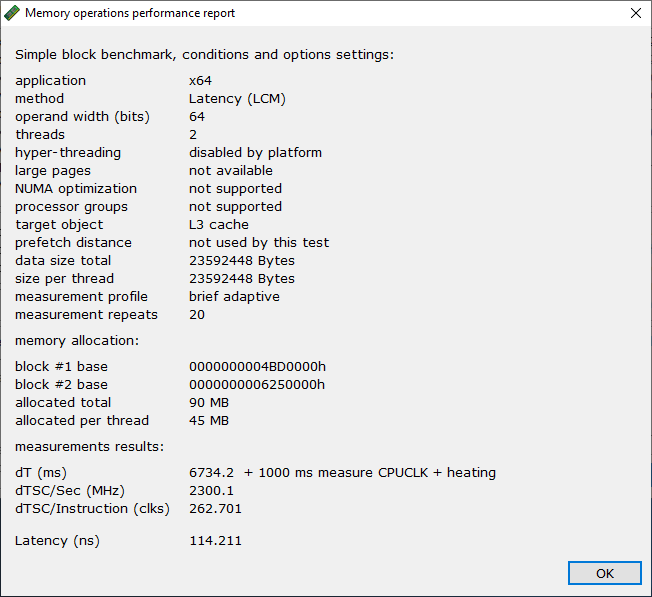 Memory operations performance report
Simple block benchmark, conditions and options settings:
application x64
method Latency (LCM)
operand width (bits) 64
threads 2
hyper-threading disabled by platform
large pages not available
NUMA optimization not supported
processor groups not supported
target object L3 cache
prefetch distance not used by this test
data size total 23592448 Bytes
size per thread 23592448 Bytes
measurement profile brief adaptive
measurement repeats 20
memory allocation:
block #1 base 0000000004BD0000h
block #2 base 0000000006250000h
allocated total 90 MB
allocated per thread 45 MB
measurements results:
dT (ms) 6734.2 + 1000 ms measure CPUCLK + heating
dTSC/Sec (MHz) 2300.1
dTSC/Instruction (clks) 262.701
Latency (ns) 114.211
OK